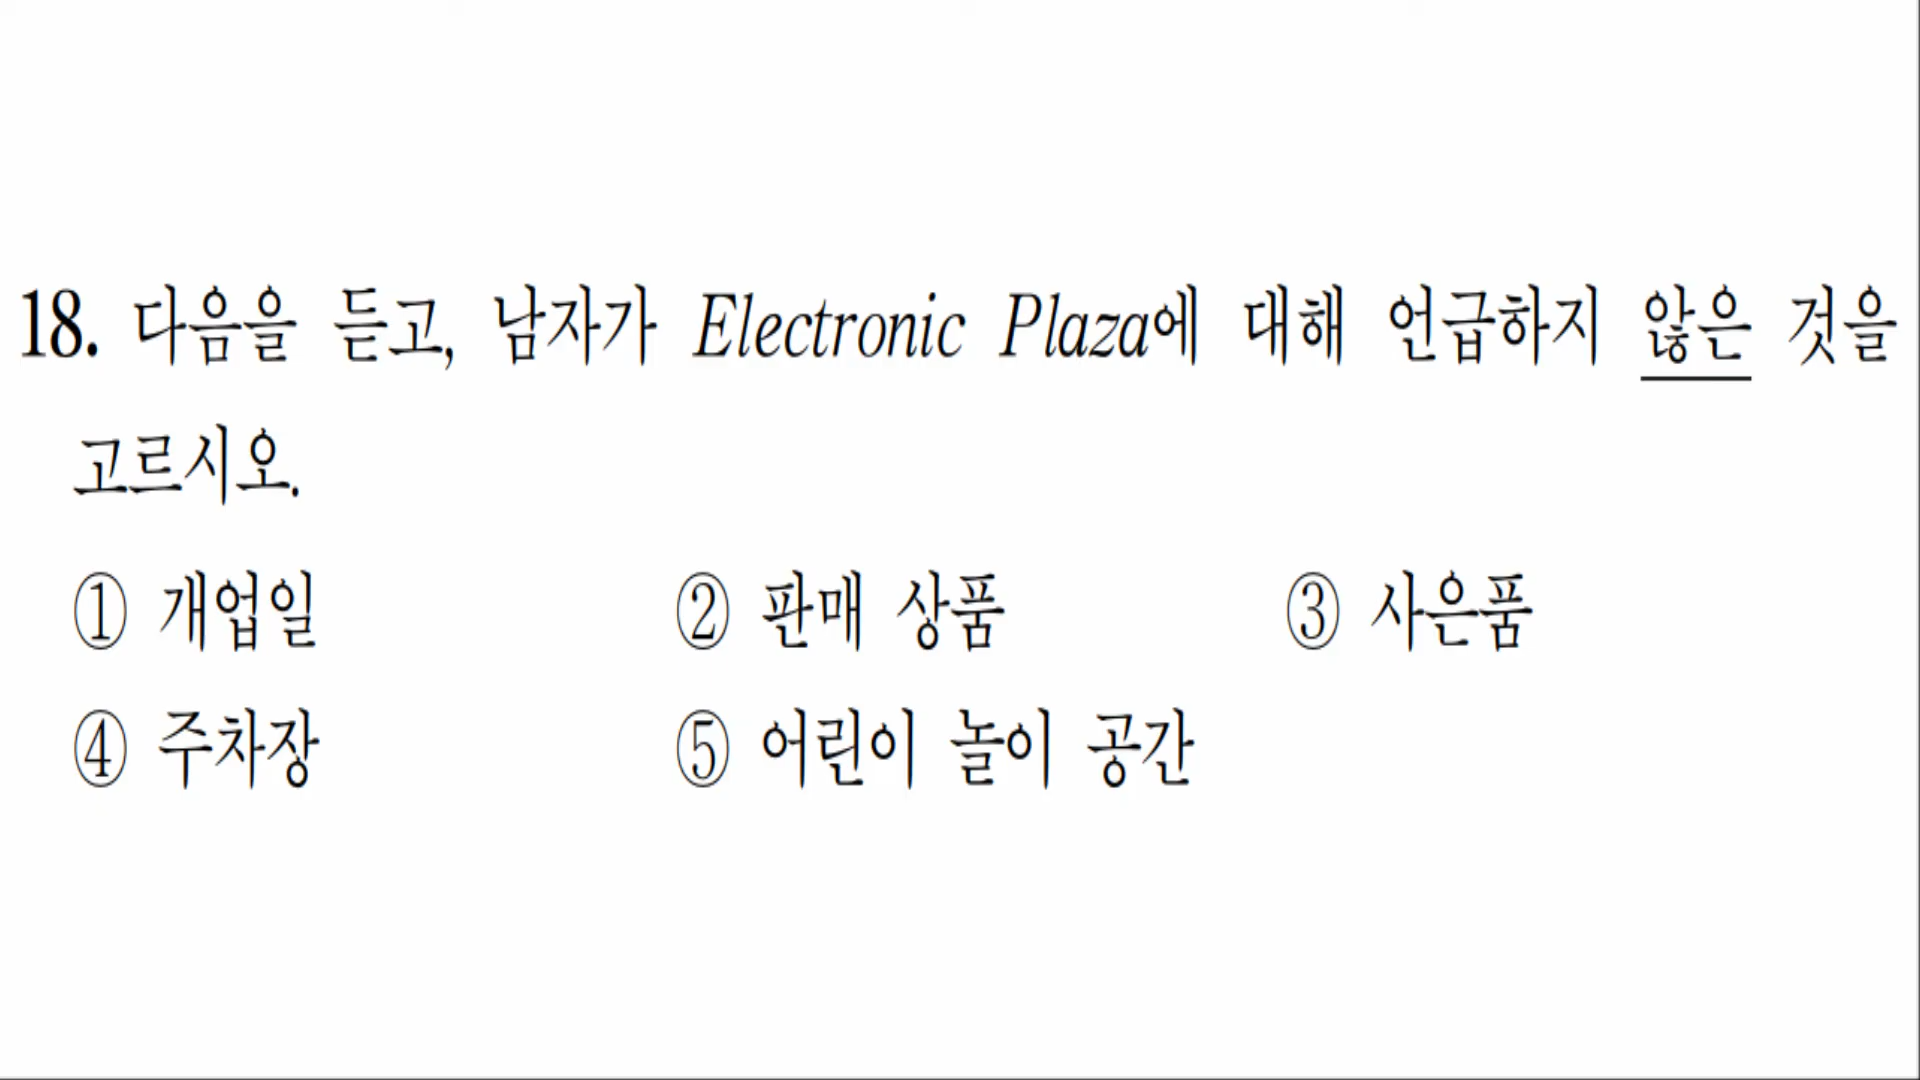 18. 다음을 듣고, 남자가 Electronic Plaza에 대해 언급하지 않은 것을
고르시오.
① 개업일 ② 판매 상품 ③ 사은품
④ 주차장 ⑤ 어린이 놀이 공간